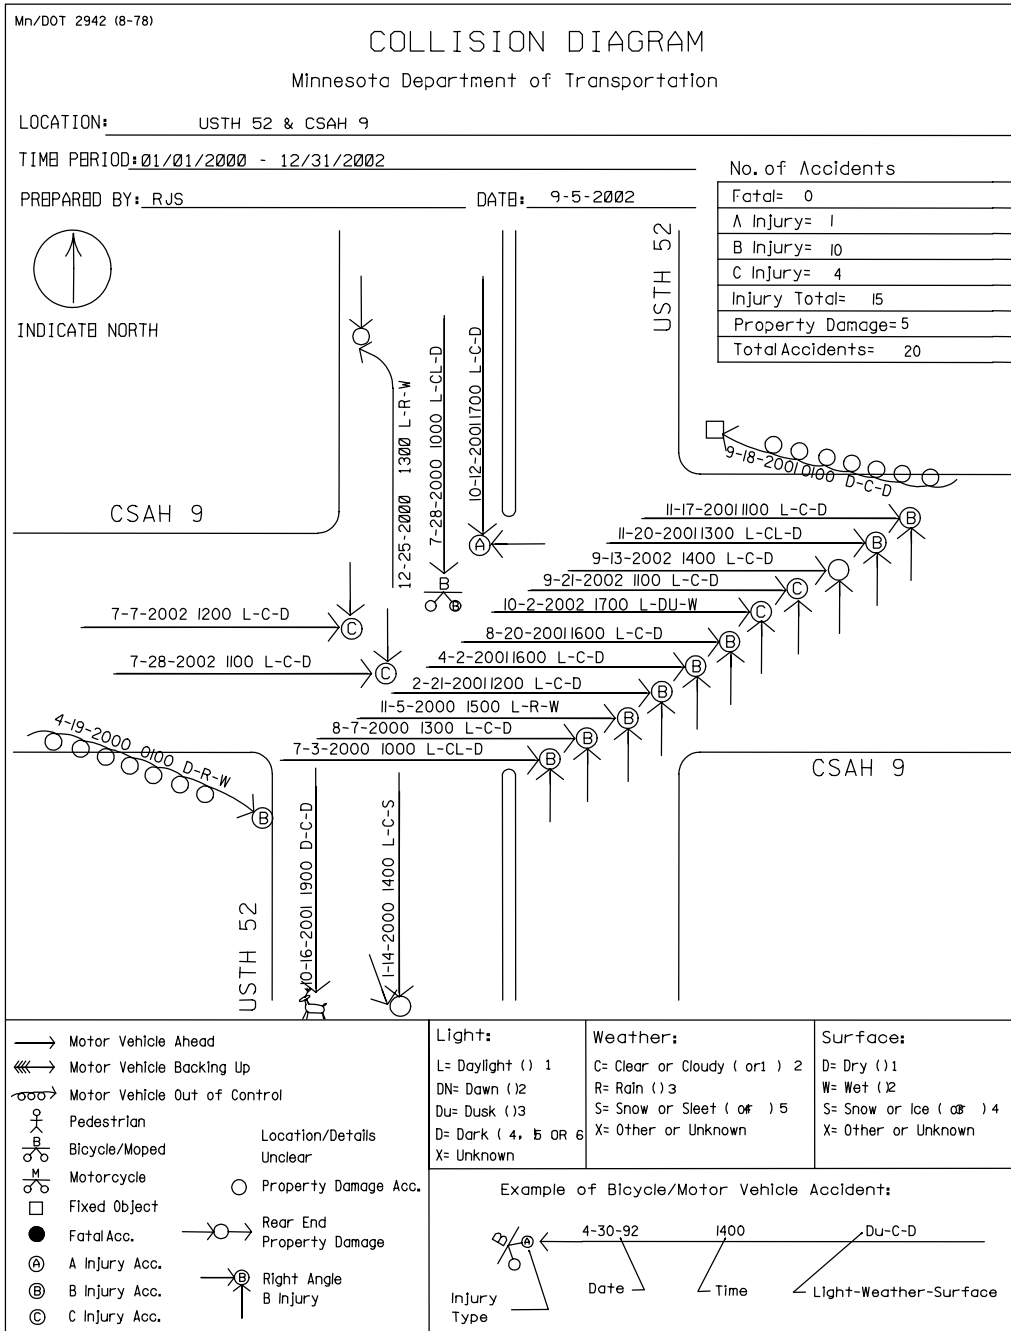 Mn/DOT 2942 (8-78)
COLLISION DIAGRAM
Minnesota Department of Transportation
LOCATION: USTH 52 & CSAH 9
TIME PERIOD: 01/01/2000 - 12/31/2002
PREPARED BY: RJS DATE: 9-5-2002
No. of Accidents
Fatal= 0
A Injury= 1
B Injury= 10
C Injury= 4
Injury Total= 15
Property Damage= 5
Total Accidents= 20
INDICATE NORTH
USTH 52
CSAH 9
12-25-2000 1300 L-R-W
7-28-2000 1000 L-CL-D
10-12-2001 1700 L-C-D
A
B
B
9-18-2001 0100 D-C-D
11-17-2001 1100 L-C-D B
11-20-2001 1300 L-CL-D B
9-13-2002 1400 L-C-D
9-21-2002 1100 L-C-D C
10-2-2002 1700 L-DU-W C
8-20-2001 1600 L-C-D B
4-2-2001 1600 L-C-D B
2-21-2001 1200 L-C-D B
11-5-2000 1500 L-R-W B
8-7-2000 1300 L-C-D B
7-3-2000 1000 L-CL-D B
7-7-2002 1200 L-C-D C
7-28-2002 1100 L-C-D C
4-19-2000 0100 D-R-W B
CSAH 9
USTH 52
10-16-2001 1900 D-C-D
1-14-2000 1400 L-C-S
Motor Vehicle Ahead
Motor Vehicle Backing Up
Motor Vehicle Out of Control
Pedestrian
B Bicycle/Moped
M Motorcycle
Fixed Object
Fatal Acc.
A A Injury Acc.
B B Injury Acc.
C C Injury Acc.
Location/Details
Unclear
Property Damage Acc.
Rear End
Property Damage
B Right Angle
B Injury
Light:
L= Daylight () 1
DN= Dawn ()2
Du= Dusk ()3
D= Dark ( 4, 5 OR 6
X= Unknown
Weather:
C= Clear or Cloudy ( or1 ) 2
R= Rain ()3
S= Snow or Sleet ( or ) 5
X= Other or Unknown
Surface:
D= Dry ()1
W= Wet ()2
S= Snow or Ice ( ) 4
X= Other or Unknown
Example of Bicycle/Motor Vehicle Accident:
B A 4-30-92 1400 Du-C-D
Injury
Type
Date
Time
Light-Weather-Surface